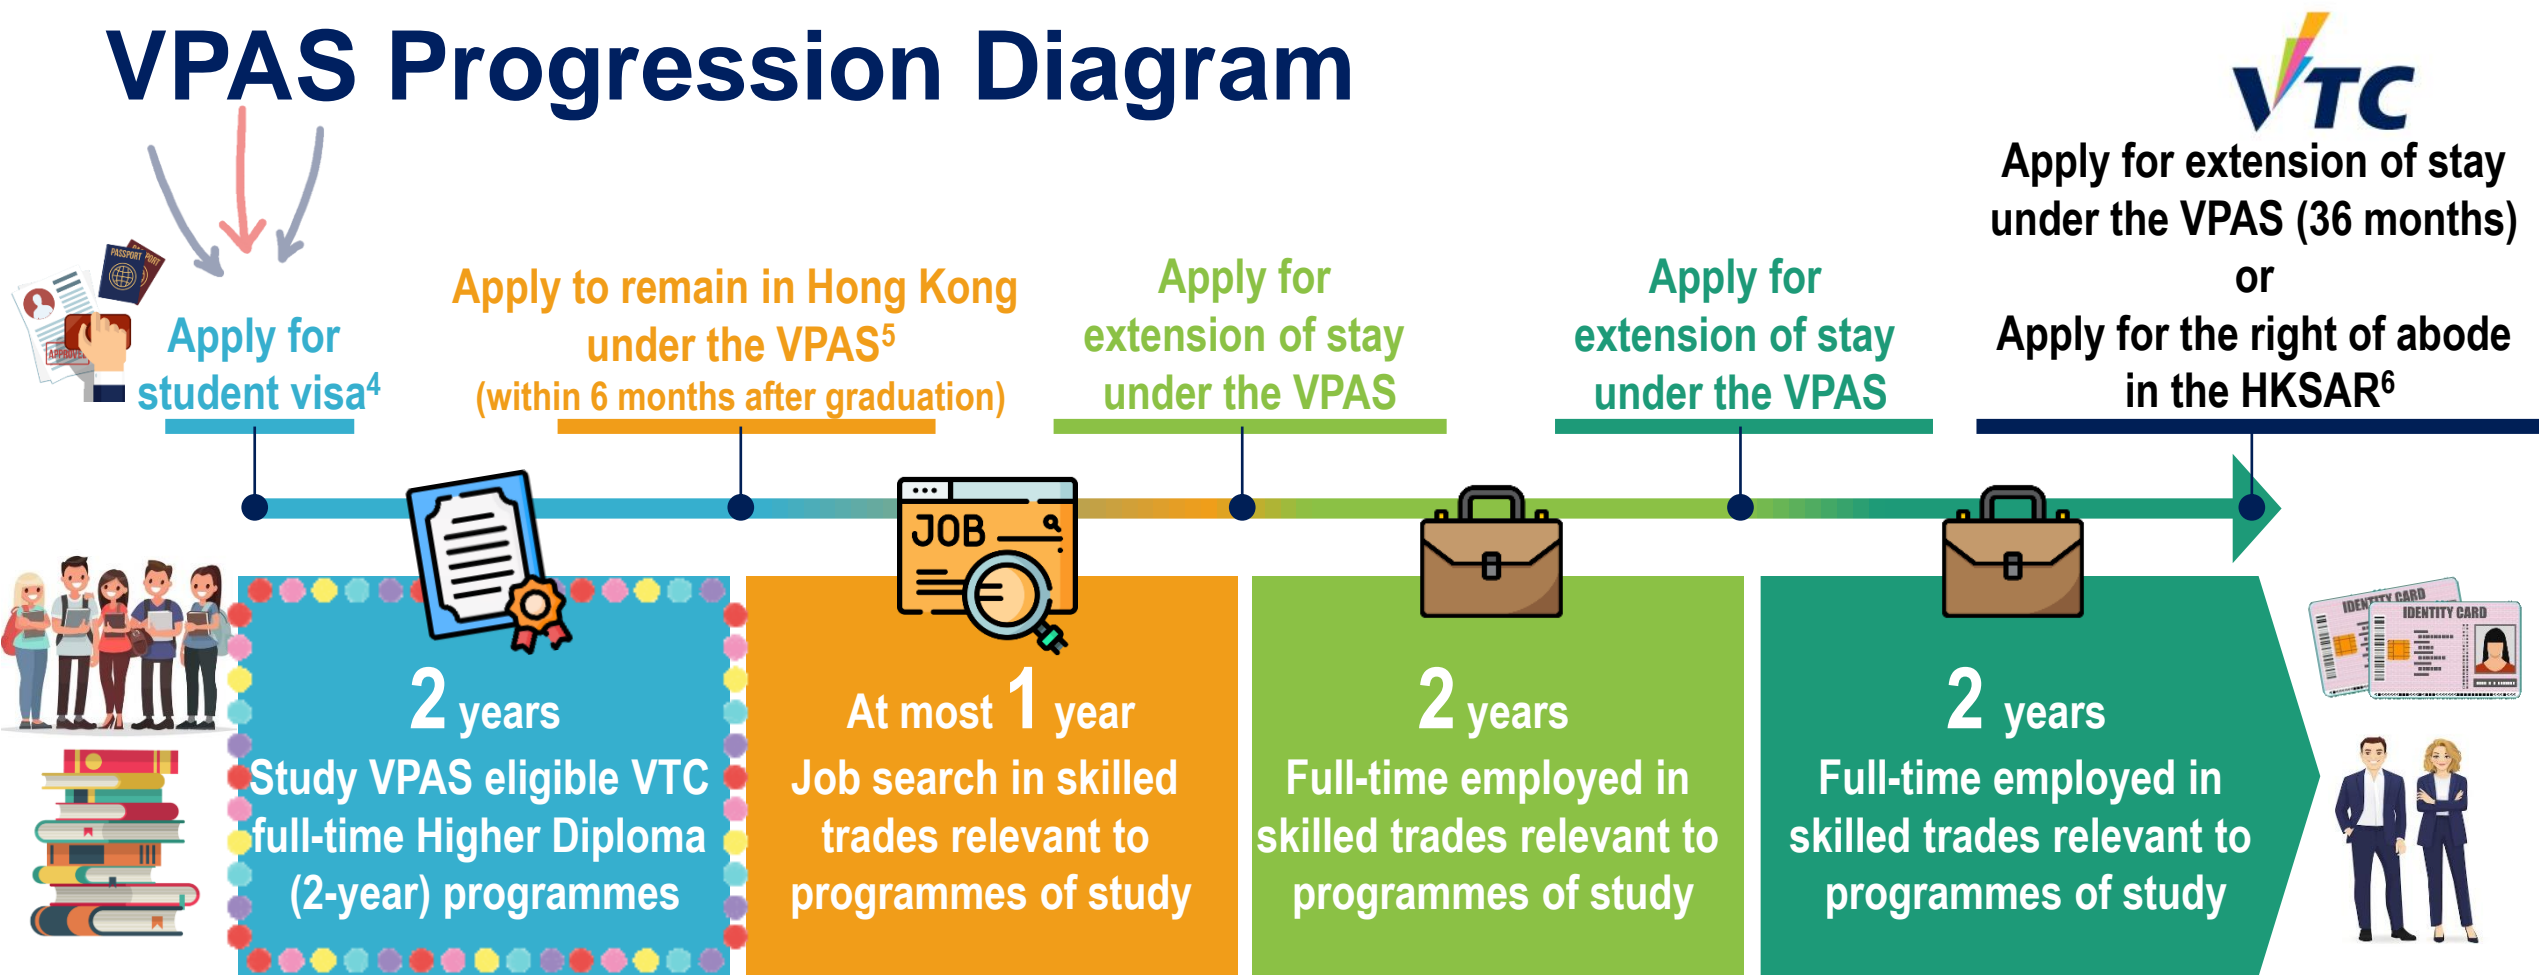 VPAS Progression Diagram
VTC
Apply for
student visa⁴
Apply to remain in Hong Kong
under the VPAS⁵
(within 6 months after graduation)
Apply for
extension of stay
under the VPAS
Apply for
extension of stay
under the VPAS
Apply for extension of stay
under the VPAS (36 months)
or
Apply for the right of abode
in the HKSAR⁶
PASSPORT
PORT
APPROVE
JOB
2 years
Study VPAS eligible VTC
full-time Higher Diploma
(2-year) programmes
At most 1 year
Job search in skilled
trades relevant to
programmes of study
2 years
Full-time employed in
skilled trades relevant to
programmes of study
2 years
Full-time employed in
skilled trades relevant to
programmes of study
IDENTITY CARD
IDENTITY CARD